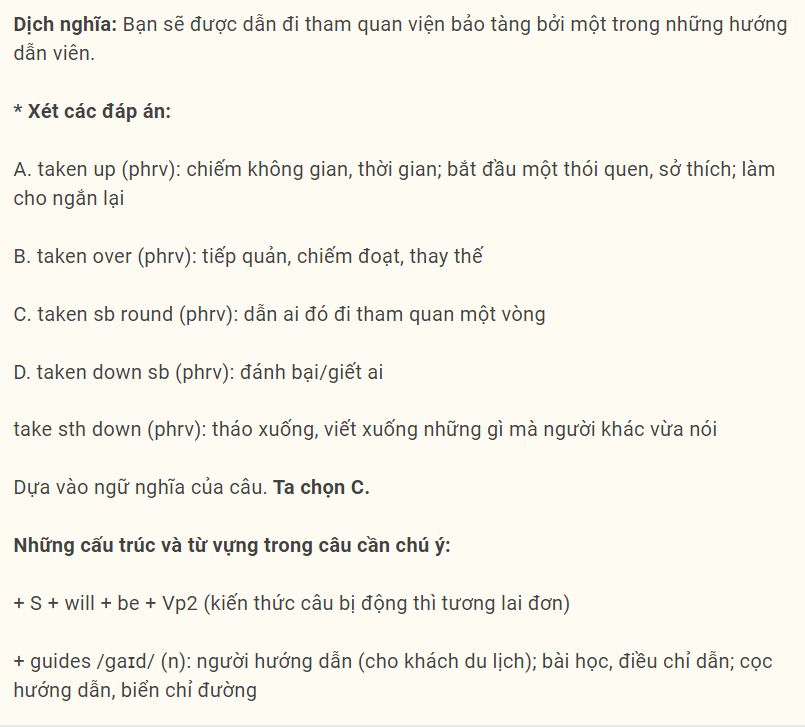 Dịch nghĩa: Bạn sẽ được dẫn đi tham quan viện bảo tàng bởi một trong những hướng
dẫn viên.
* Xét các đáp án:
A. taken up (phrv): chiếm không gian, thời gian; bắt đầu một thói quen, sở thích; làm
cho ngắn lại
B. taken over (phrv): tiếp quản, chiếm đoạt, thay thế
C. taken sb round (phrv): dẫn ai đó đi tham quan một vòng
D. taken down sb (phrv): đánh bại/giết ai
take sth down (phrv): tháo xuống, viết xuống những gì mà người khác vừa nói
Dựa vào ngữ nghĩa của câu. Ta chọn C.
Những cấu trúc và từ vựng trong câu cần chú ý:
+ S + will + be + Vp2 (kiến thức câu bị động thì tương lai đơn)
+ guides /gaɪd/ (n): người hướng dẫn (cho khách du lịch); bài học, điều chỉ dẫn; cọc
hướng dẫn, biển chỉ đường